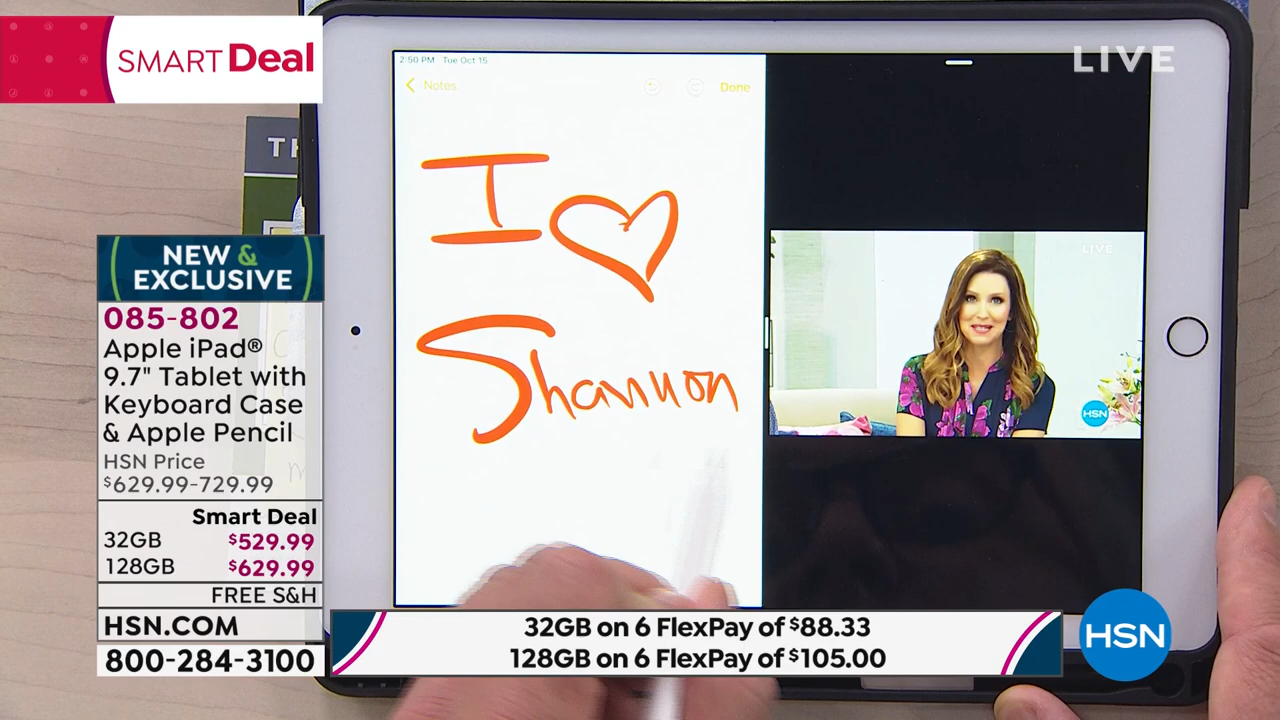 SMART Deal
LIVE
2:50 PM Tue Oct 15
Notes
Done
I
Shannon
LIVE
HSN
NEW &
EXCLUSIVE
085-802
Apple iPad®
9.7" Tablet with
Keyboard Case
& Apple Pencil
HSN Price
$629.99-729.99
Smart Deal
32GB $529.99
128GB $629.99
FREE S&H
HSN.COM
800-284-3100
32GB on 6 FlexPay of $88.33
128GB on 6 FlexPay of $105.00
HSN